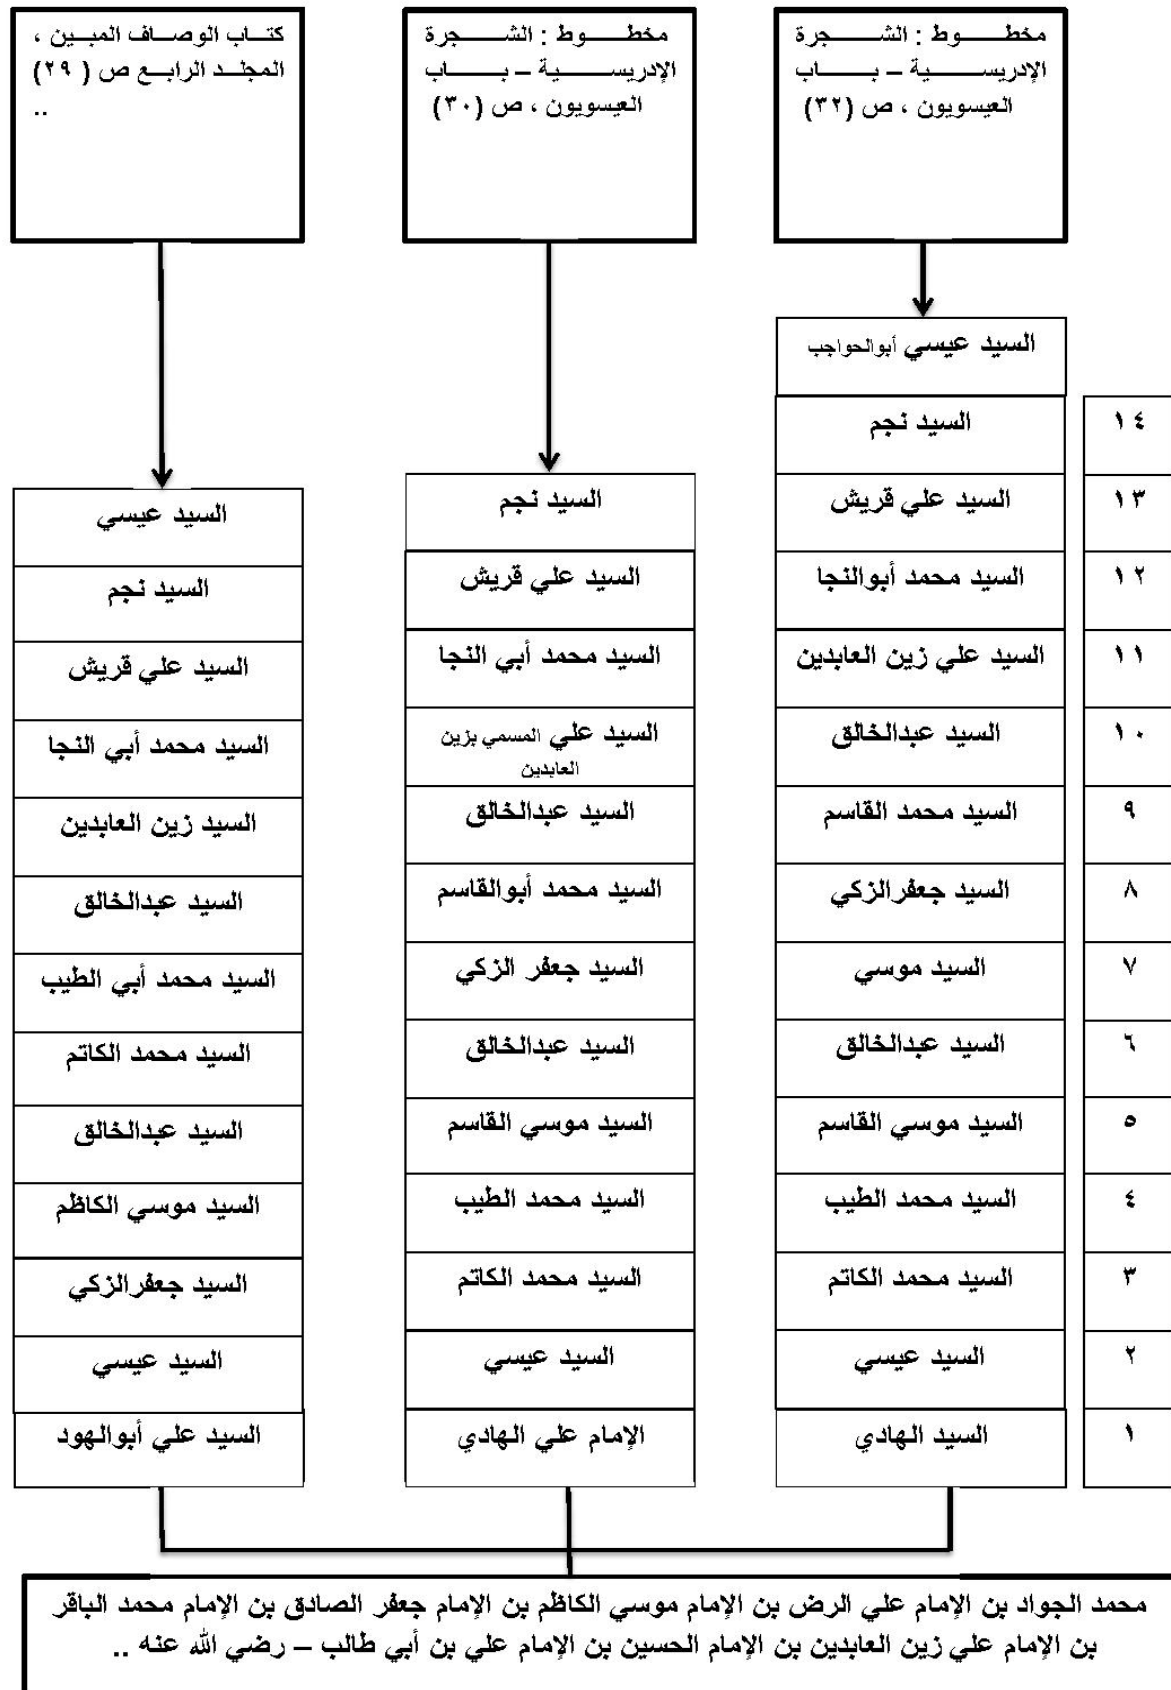 مخطوط : الشجرة
الإدريسية – باب
العيسويون ، ص (٣٢)
مخطوط : الشجرة
الإدريسية – باب
العيسويون ، ص (٣٠)
كتاب الوصاف المبين ،
المجلد الرابع ص ( ٢٩)
..
السيد عيسي أبوالحواجب
١٤
السيد نجم
١٣
السيد علي قريش
السيد نجم
السيد عيسي
١٢
السيد محمد أبوالنجا
السيد علي قريش
السيد نجم
١١
السيد علي زين العابدين
السيد محمد أبي النجا
السيد علي قريش
١٠
السيد عبدالخالق
السيد علي المسمي بزين
العابدين
السيد محمد أبي النجا
٩
السيد محمد القاسم
السيد عبدالخالق
السيد زين العابدين
٨
السيد جعفرالزكي
السيد محمد أبوالقاسم
السيد عبدالخالق
٧
السيد موسي
السيد جعفر الزكي
السيد محمد أبي الطيب
٦
السيد عبدالخالق
السيد عبدالخالق
السيد محمد الكاتم
٥
السيد موسي القاسم
السيد موسي القاسم
السيد عبدالخالق
٤
السيد محمد الطيب
السيد محمد الطيب
السيد موسي الكاظم
٣
السيد محمد الكاتم
السيد محمد الكاتم
السيد جعفرالزكي
٢
السيد عيسي
السيد عيسي
السيد عيسي
١
السيد الهادي
الإمام علي الهادي
السيد علي أبوالهود
محمد الجواد بن الإمام علي الرض بن الإمام موسي الكاظم بن الإمام جعفر الصادق بن الإمام محمد الباقر
بن الإمام علي زين العابدين بن الإمام الحسين بن الإمام علي بن أبي طالب – رضي الله عنه ..